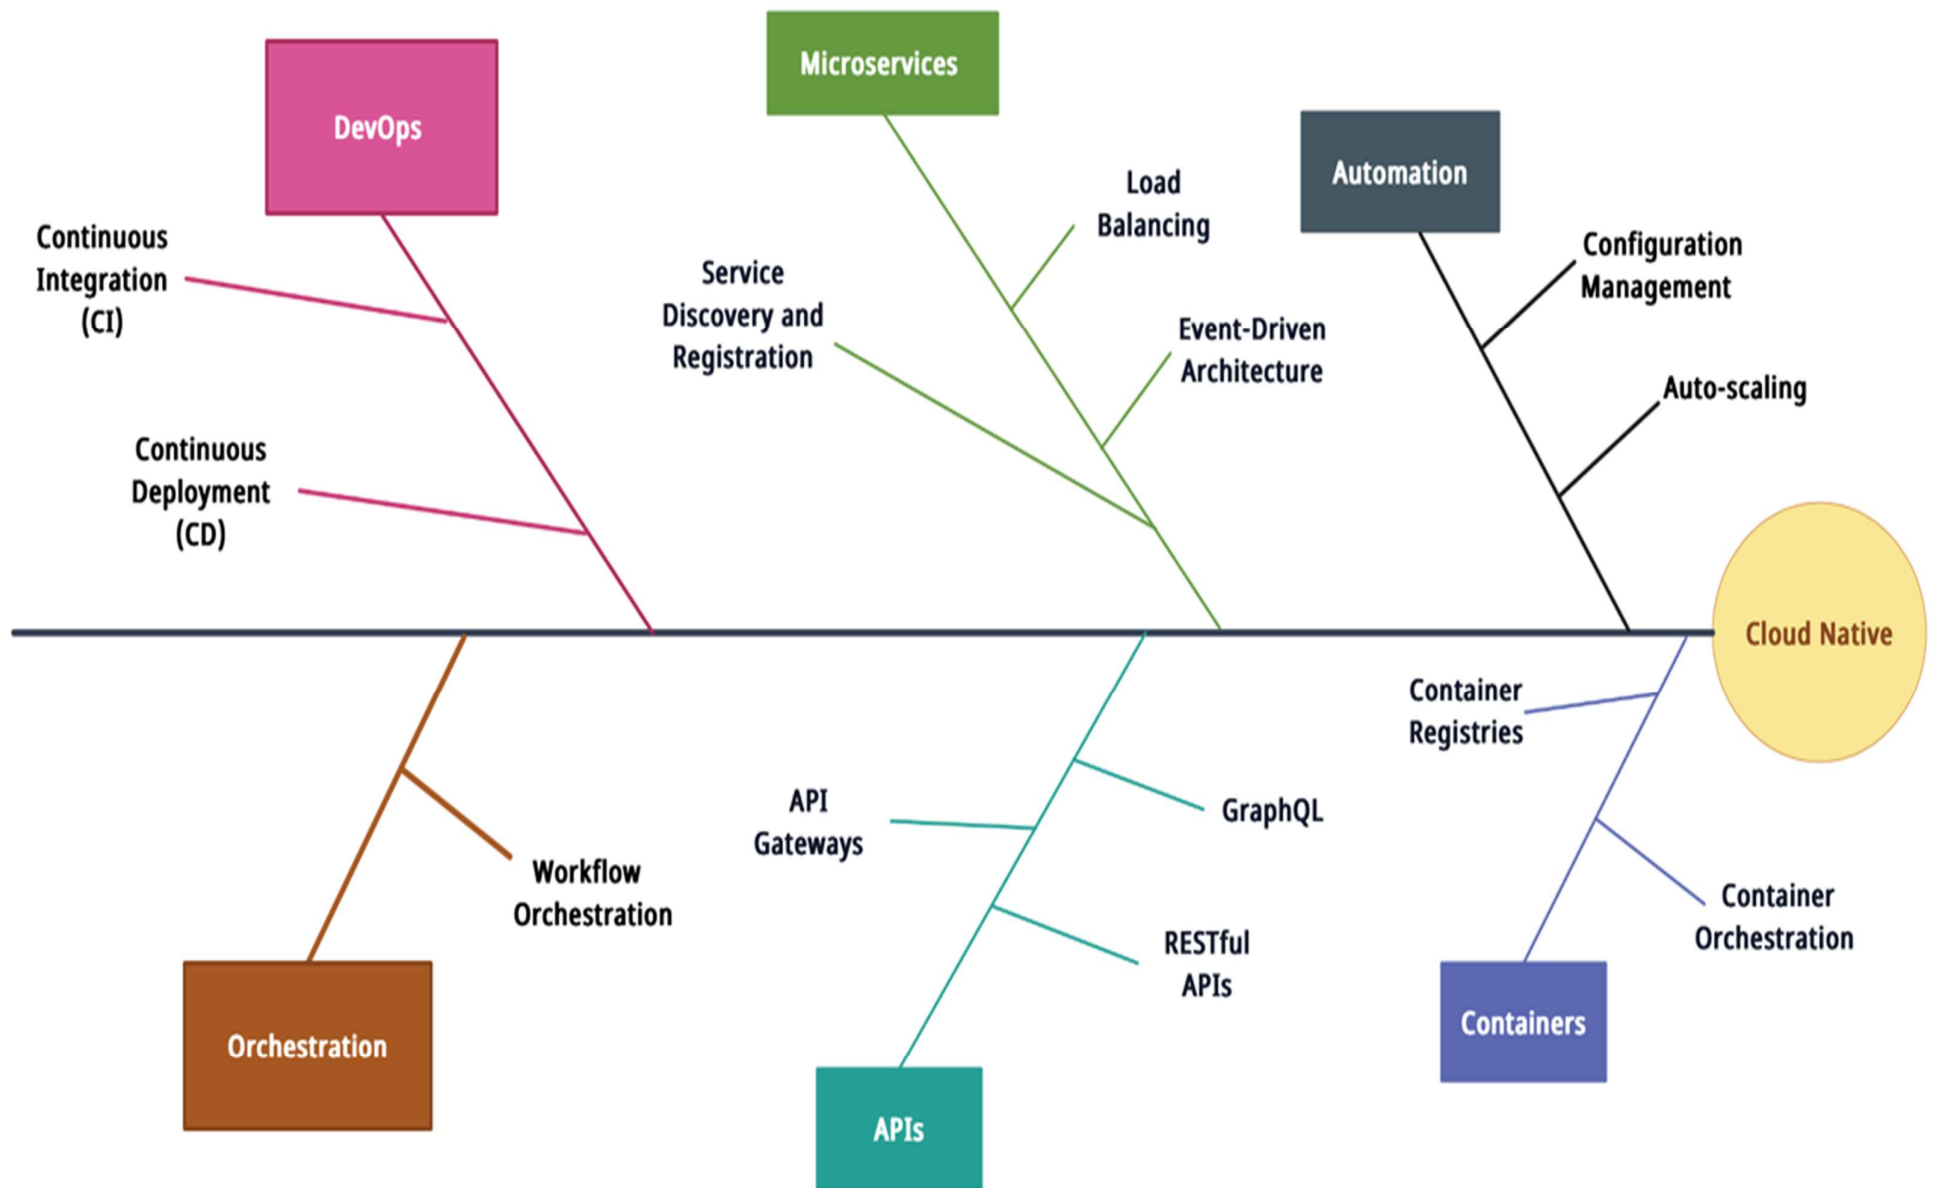 DevOps
Continuous
Integration
(CI)
Continuous
Deployment
(CD)
Microservices
Load
Balancing
Service
Discovery and
Registration
Event-Driven
Architecture
Automation
Configuration
Management
Auto-scaling
Cloud Native
Workflow
Orchestration
Orchestration
API
Gateways
GraphQL
RESTful
APIs
APIs
Container
Registries
Container
Orchestration
Containers